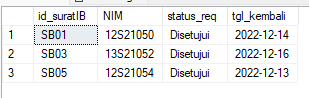 id_suratIB NIM status_req tgl_kembali
1 SB01 12S21050 Disetujui 2022-12-14
2 SB03 13S21052 Disetujui 2022-12-16
3 SB05 12S21054 Disetujui 2022-12-13